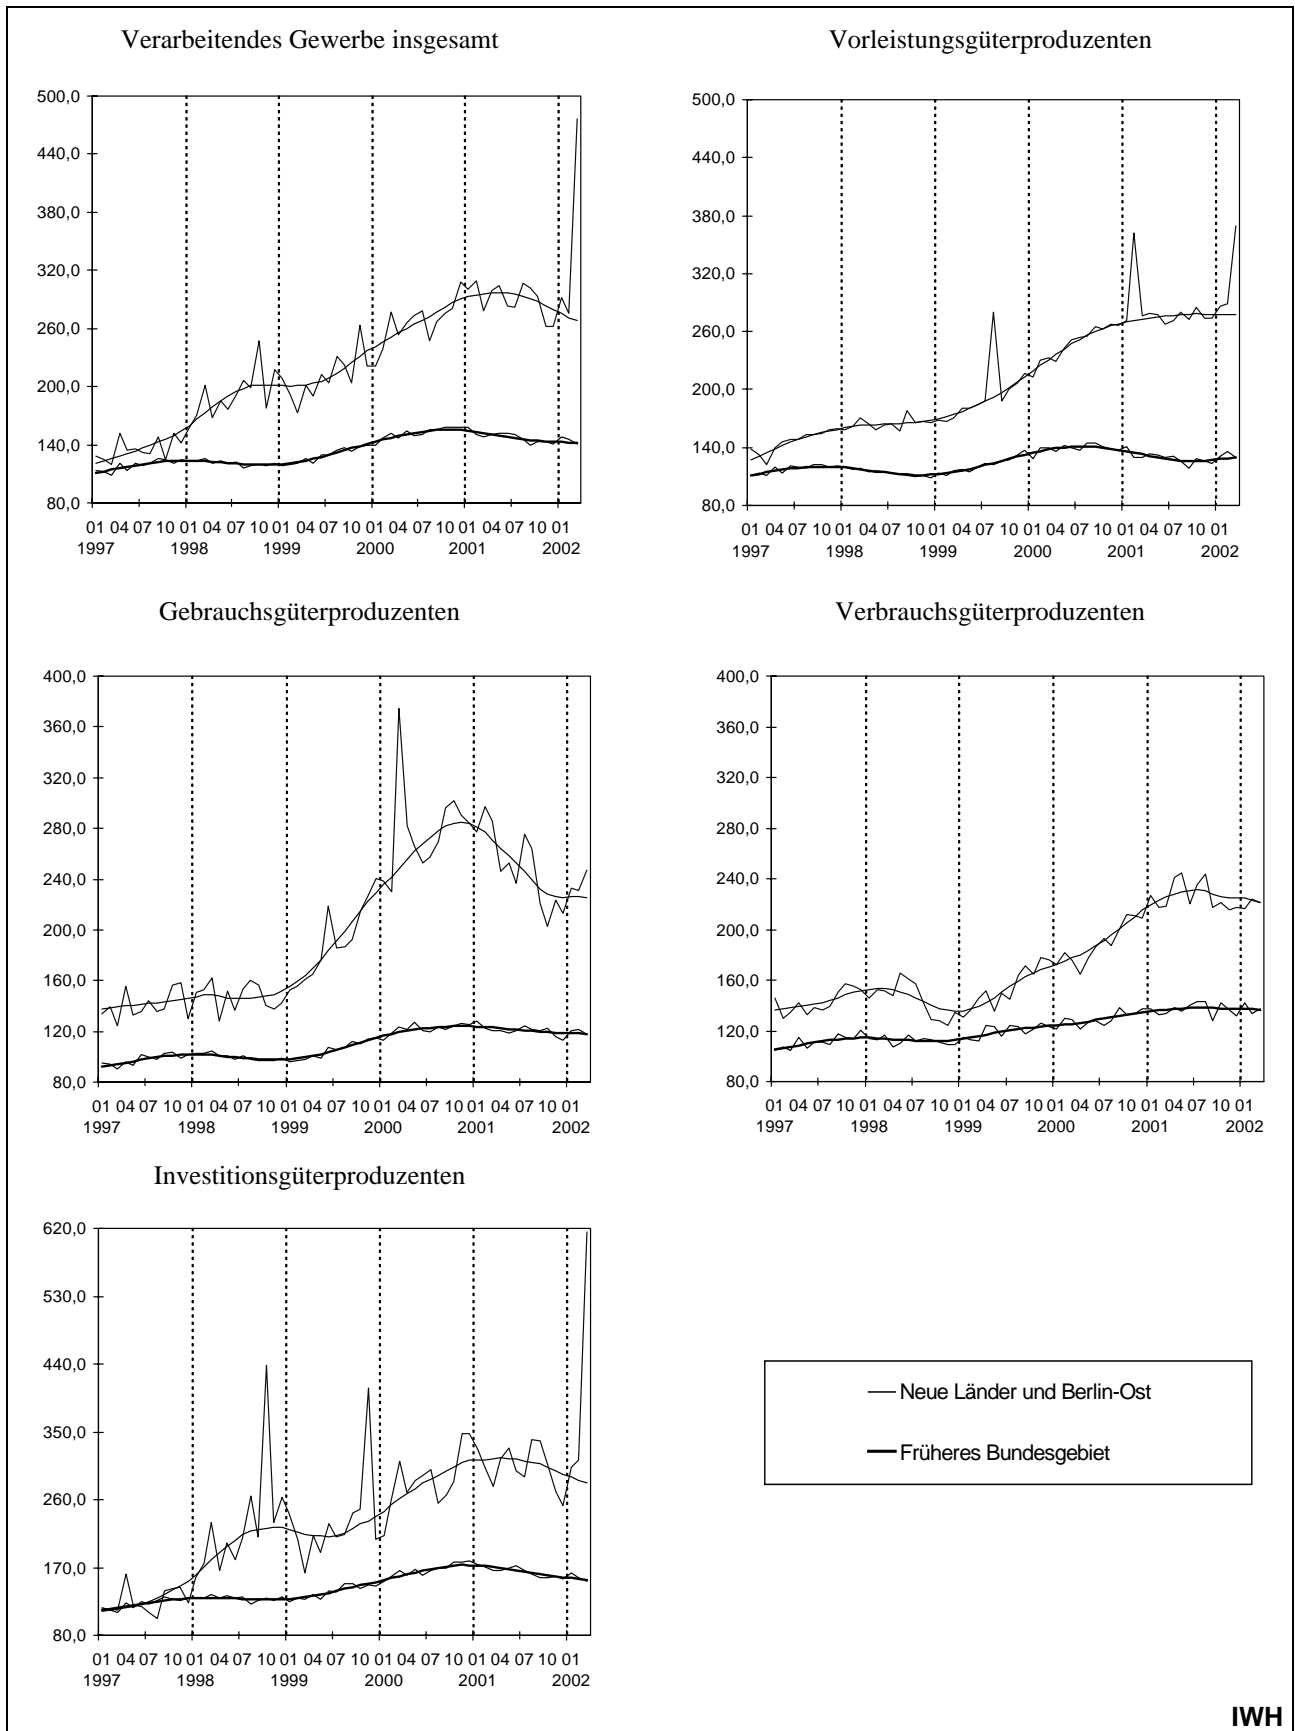 Verarbeitendes Gewerbe insgesamt
500,0
440,0
380,0
320,0
260,0
200,0
140,0
80,0
01 04 07 10 01 04 07 10 01 04 07 10 01 04 07 10 01 04 07 10 01
1997 1998 1999 2000 2001 2002
Vorleistungsgüterproduzenten
500,0
440,0
380,0
320,0
260,0
200,0
140,0
80,0
01 04 07 10 01 04 07 10 01 04 07 10 01 04 07 10 01 04 07 10 01
1997 1998 1999 2000 2001 2002
Gebrauchsgüterproduzenten
400,0
360,0
320,0
280,0
240,0
200,0
160,0
120,0
80,0
01 04 07 10 01 04 07 10 01 04 07 10 01 04 07 10 01 04 07 10 01
1997 1998 1999 2000 2001 2002
Verbrauchsgüterproduzenten
400,0
360,0
320,0
280,0
240,0
200,0
160,0
120,0
80,0
01 04 07 10 01 04 07 10 01 04 07 10 01 04 07 10 01 04 07 10 01
1997 1998 1999 2000 2001 2002
Investitionsgüterproduzenten
620,0
530,0
440,0
350,0
260,0
170,0
80,0
01 04 07 10 01 04 07 10 01 04 07 10 01 04 07 10 01 04 07 10 01
1997 1998 1999 2000 2001 2002
Neue Länder und Berlin-Ost
Früheres Bundesgebiet
IWH